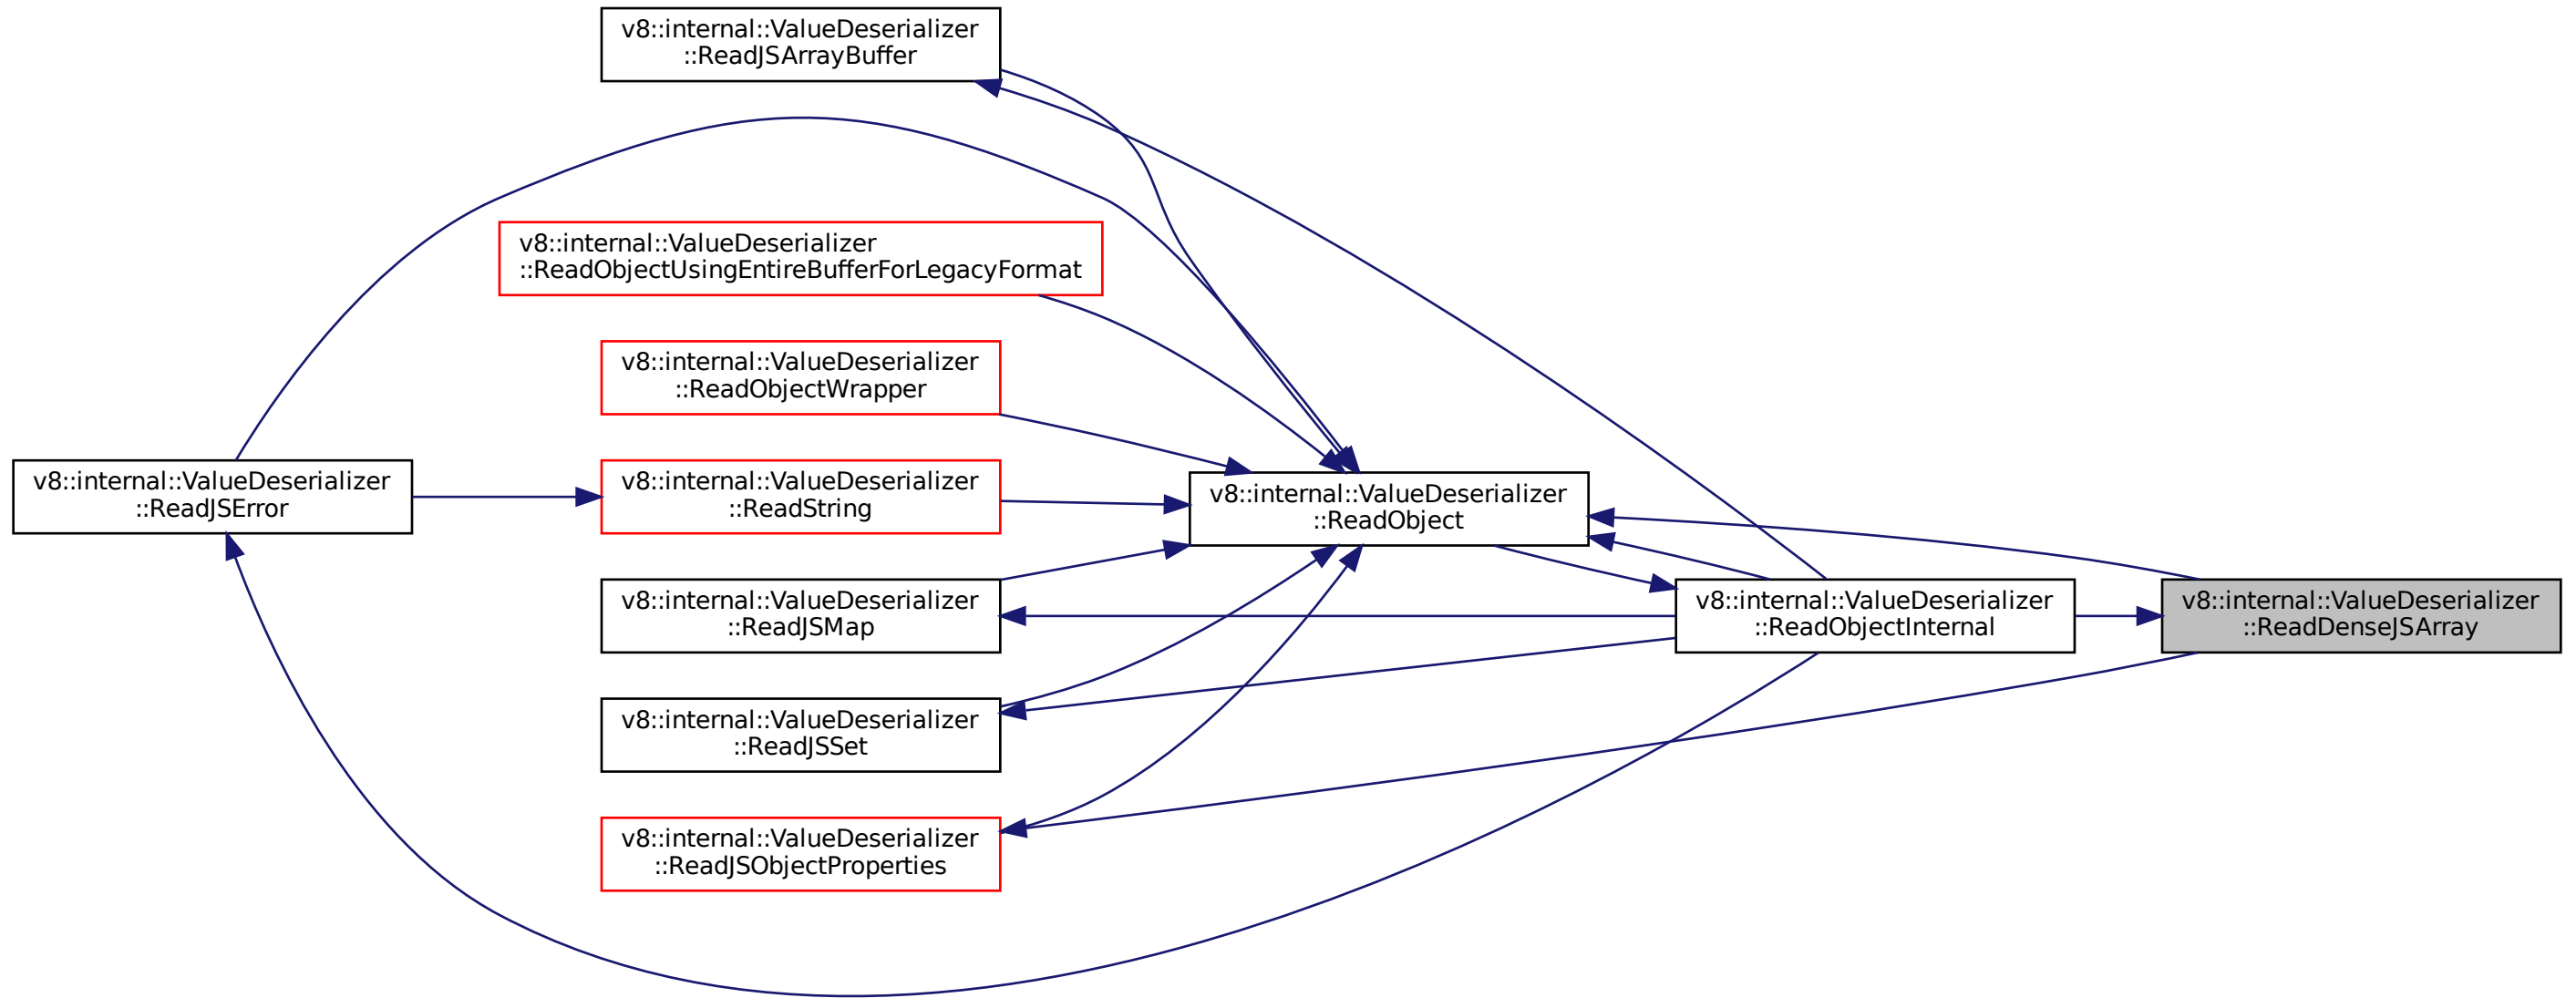 v8::internal::ValueDeserializer
::ReadJSArrayBuffer
v8::internal::ValueDeserializer
::ReadObjectUsingEntireBufferForLegacyFormat
v8::internal::ValueDeserializer
::ReadObjectWrapper
v8::internal::ValueDeserializer
::ReadJSError
v8::internal::ValueDeserializer
::ReadString
v8::internal::ValueDeserializer
::ReadObject
v8::internal::ValueDeserializer
::ReadJSMap
v8::internal::ValueDeserializer
::ReadObjectInternal
v8::internal::ValueDeserializer
::ReadDenseJSArray
v8::internal::ValueDeserializer
::ReadJSSet
v8::internal::ValueDeserializer
::ReadJSObjectProperties